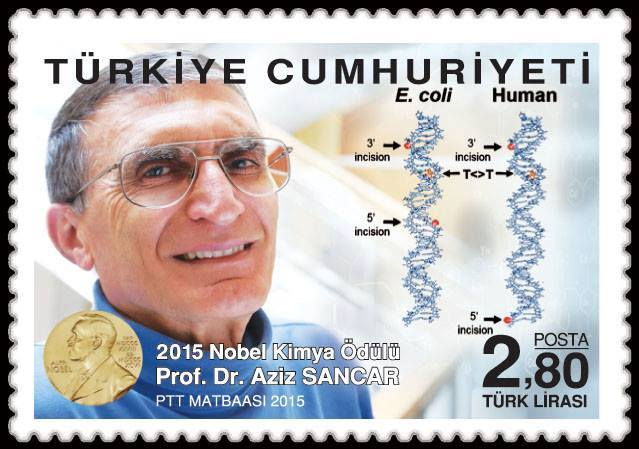 TÜRKİYE CUMHURİYETİ
E. coli
Human
3'
incision
3'
incision
T<>T
5'
incision
5'
incision
2015 Nobel Kimya Ödülü
Prof. Dr. Aziz SANCAR
PTT MATBAASI 2015
POSTA
2,80
TÜRK LİRASI